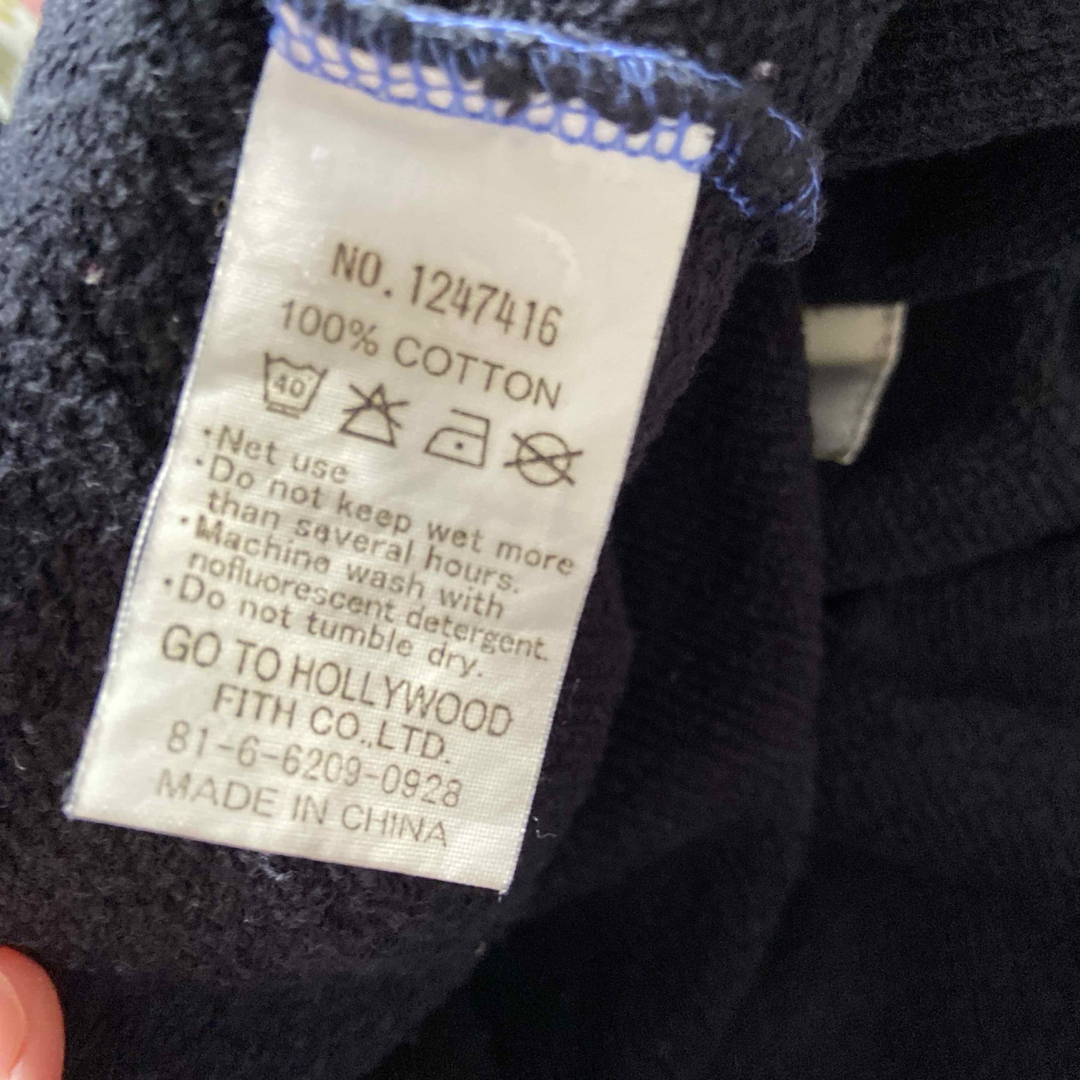 NO. 1247416
100% COTTON
40
·Net use
·Do not keep wet more
than several hours.
·Machine wash with
nofluorescent detergent.
·Do not tumble dry.
GO TO HOLLYWOOD
FITH CO.,LTD.
81-6-6209-0928
MADE IN CHINA